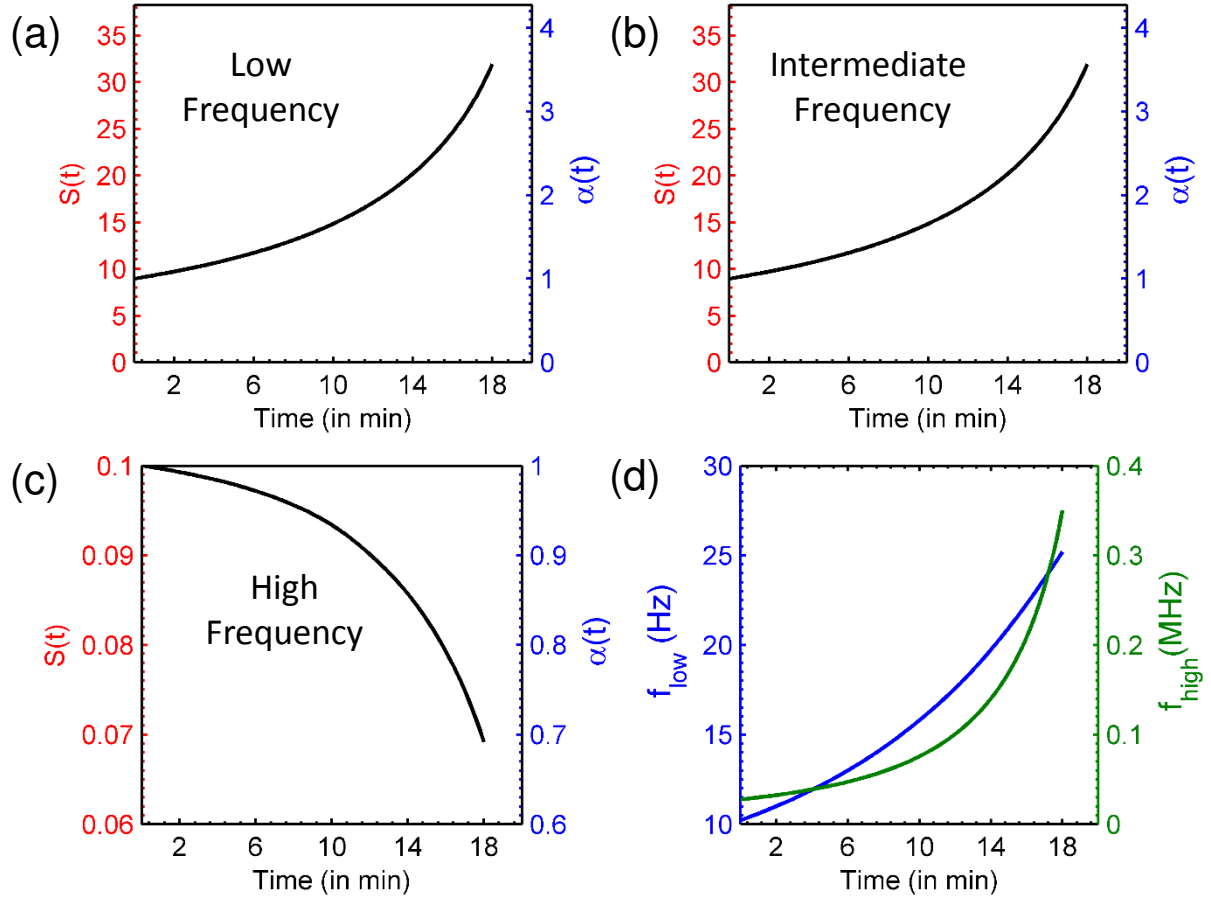 (a)
Low
Frequency
S(t)
35
30
25
20
15
10
5
0
α(t)
4
3
2
1
0
2 6 10 14 18
Time (in min)
(b)
Intermediate
Frequency
S(t)
35
30
25
20
15
10
5
0
α(t)
4
3
2
1
0
2 6 10 14 18
Time (in min)
(c)
High
Frequency
S(t)
0.1
0.09
0.08
0.07
0.06
α(t)
1
0.9
0.8
0.7
0.6
2 6 10 14 18
Time (in min)
(d)
f_low (Hz)
30
25
20
15
10
f_high (MHz)
0.4
0.3
0.2
0.1
0
2 6 10 14 18
Time (in min)